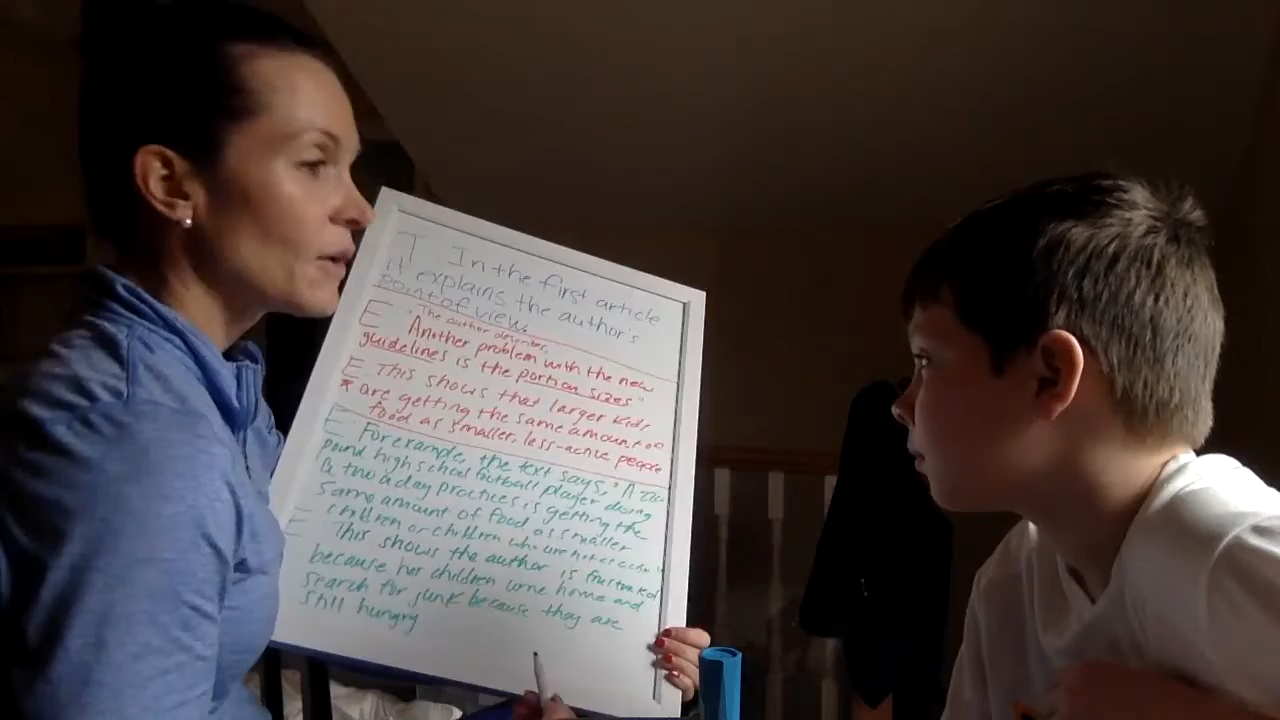 T In the first article
it explains the author's
point of view.
E "The author describes,
Another problem with the new
guidelines is the portion sizes"
E This shows that larger kids
* are getting the same amount of
food as smaller, less-active people
E For example, the text says, "A
pound high school football player doing
two a day practices is getting the
same amount of food as smaller
children or children who are not
E This shows the author is frustrated
because her children come home and
search for junk because they are
still hungry